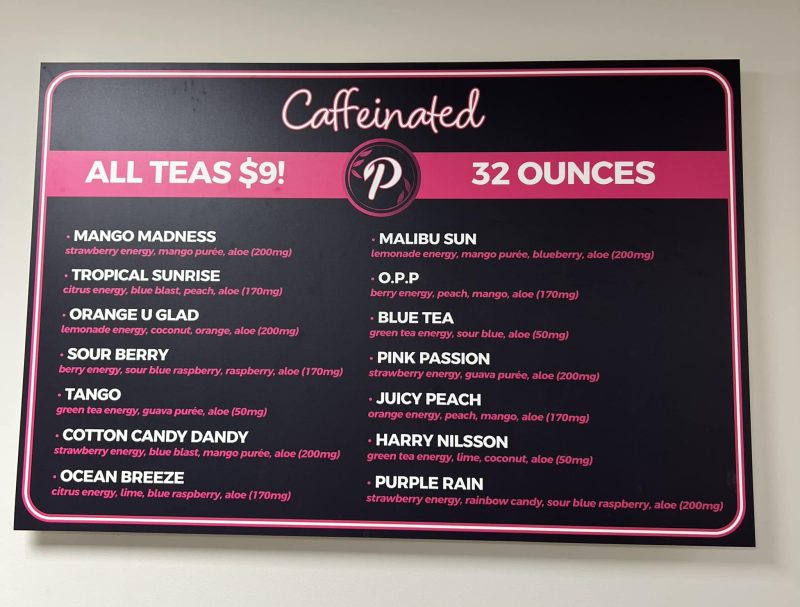 Caffeinated
ALL TEAS $9!
P
32 OUNCES
• MANGO MADNESS
strawberry energy, mango purée, aloe (200mg)
• TROPICAL SUNRISE
citrus energy, blue blast, peach, aloe (170mg)
• ORANGE U GLAD
lemonade energy, coconut, orange, aloe (200mg)
• SOUR BERRY
berry energy, sour blue raspberry, raspberry, aloe (170mg)
• TANGO
green tea energy, guava purée, aloe (50mg)
• COTTON CANDY DANDY
strawberry energy, blue blast, mango purée, aloe (200mg)
• OCEAN BREEZE
citrus energy, lime, blue raspberry, aloe (170mg)
• MALIBU SUN
lemonade energy, mango purée, blueberry, aloe (200mg)
• O.P.P
berry energy, peach, mango, aloe (170mg)
• BLUE TEA
green tea energy, sour blue, aloe (50mg)
• PINK PASSION
strawberry energy, guava purée, aloe (200mg)
• JUICY PEACH
orange energy, peach, mango, aloe (170mg)
• HARRY NILSSON
green tea energy, lime, coconut, aloe (50mg)
• PURPLE RAIN
strawberry energy, rainbow candy, sour blue raspberry, aloe (200mg)